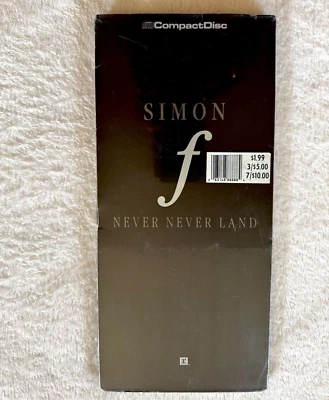 CompactDisc
SIMON
f
$1.99
3/$5.00
7/$10.00
NEVER NEVER LAND
r